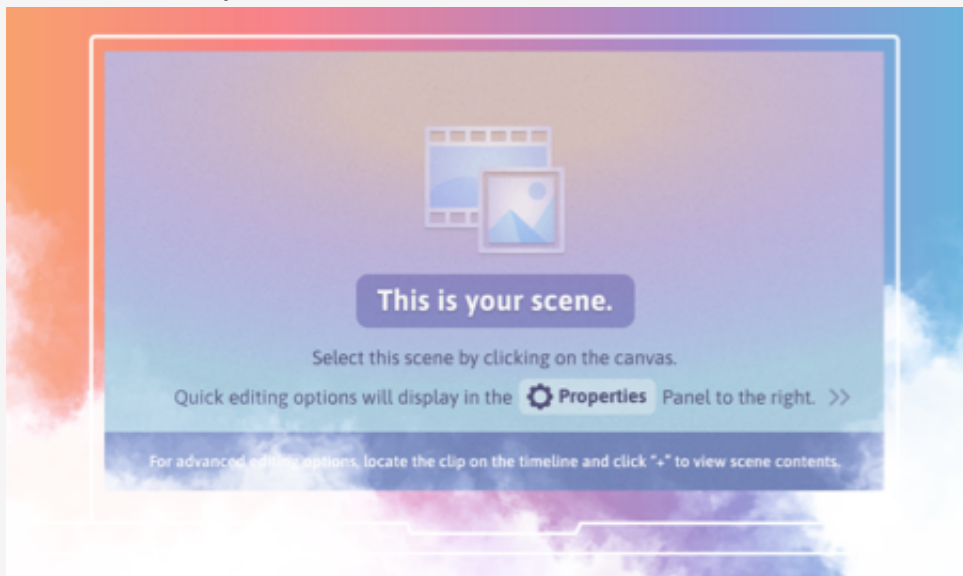 This is your scene.
Select this scene by clicking on the canvas.
Quick editing options will display in the Properties Panel to the right. >>
For advanced editing options, locate the clip on the timeline and click "+" to view scene contents.